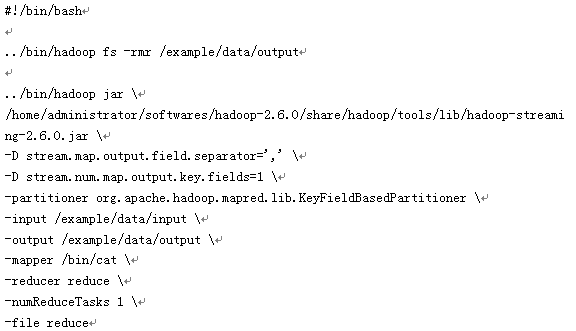 #!/bin/bash
../bin/hadoop fs -rmr /example/data/output
../bin/hadoop jar \
/home/administrator/softwares/hadoop-2.6.0/share/hadoop/tools/lib/hadoop-streami
ng-2.6.0.jar \
-D stream.map.output.field.separator=',' \
-D stream.num.map.output.key.fields=1 \
-partitioner org.apache.hadoop.mapred.lib.KeyFieldBasedPartitioner \
-input /example/data/input \
-output /example/data/output \
-mapper /bin/cat \
-reducer reduce \
-numReduceTasks 1 \
-file reduce